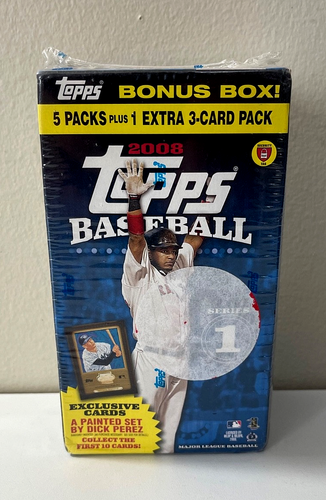 Topps BONUS BOX!
5 PACKS PLUS 1 EXTRA 3-CARD PACK
2008
Topps
BASEBALL
SERIES
1
EXCLUSIVE
CARDS
A PAINTED SET
BY DICK PEREZ
COLLECT THE
FIRST 10 CARDS!
MAJOR LEAGUE BASEBALL